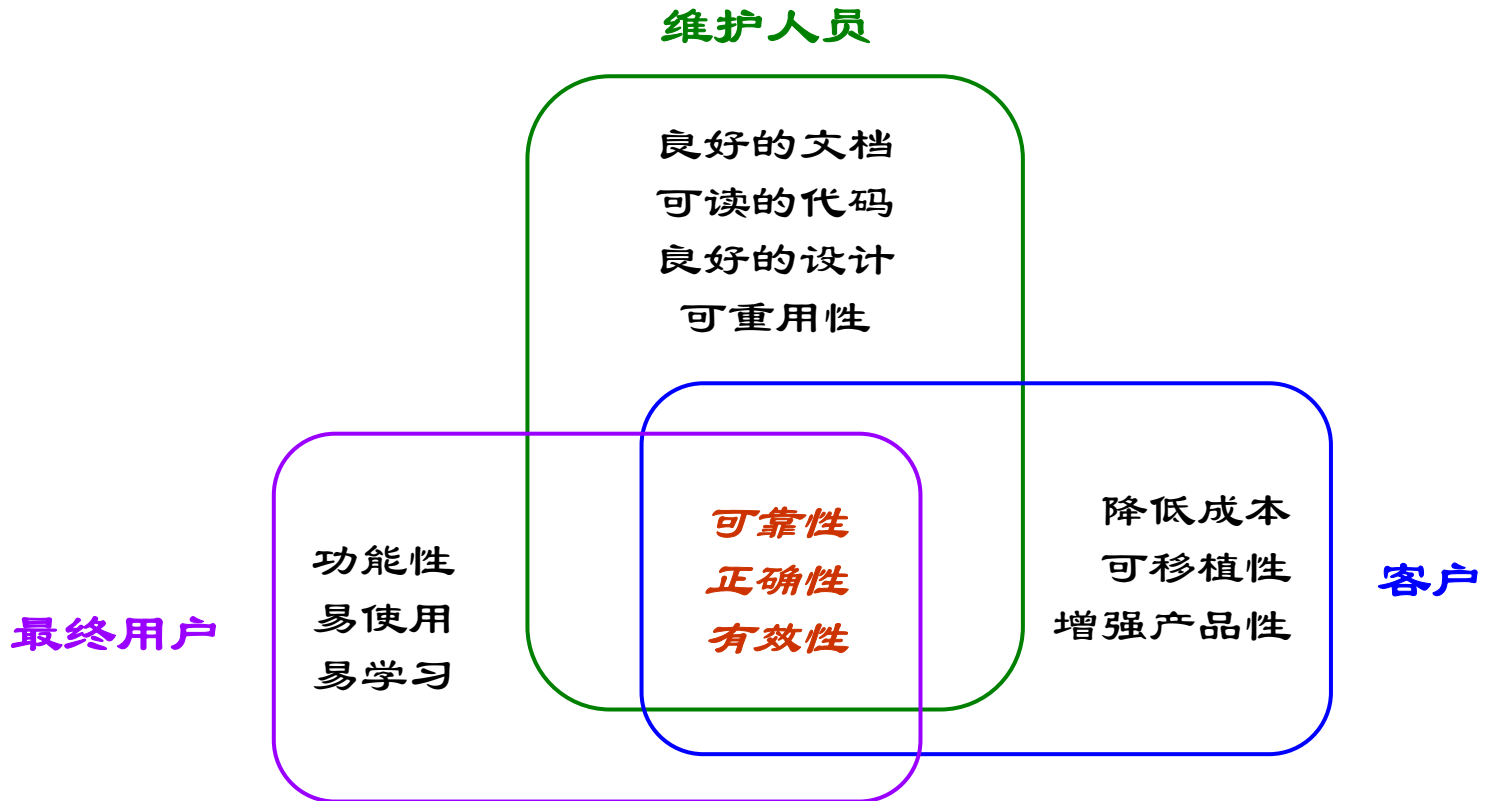 维护人员
良好的文档
可读的代码
良好的设计
可重用性
最终用户
功能性
易使用
易学习
可靠性
正确性
有效性
降低成本
可移植性
增强产品性
客户